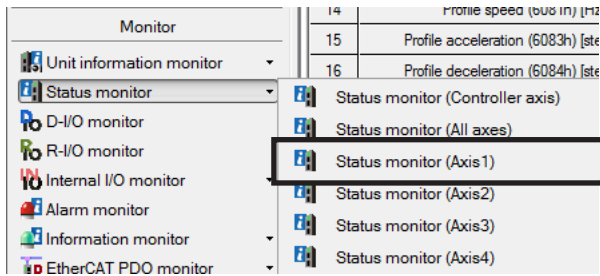 Monitor
Unit information monitor
Status monitor
D-I/O monitor
R-I/O monitor
Internal I/O monitor
Alarm monitor
Information monitor
EtherCAT PDO monitor
14 Profile speed (6081h) [Hz
15 Profile acceleration (6083h) [ste
16 Profile deceleration (6084h) [ste
Status monitor (Controller axis)
Status monitor (All axes)
Status monitor (Axis1)
Status monitor (Axis2)
Status monitor (Axis3)
Status monitor (Axis4)